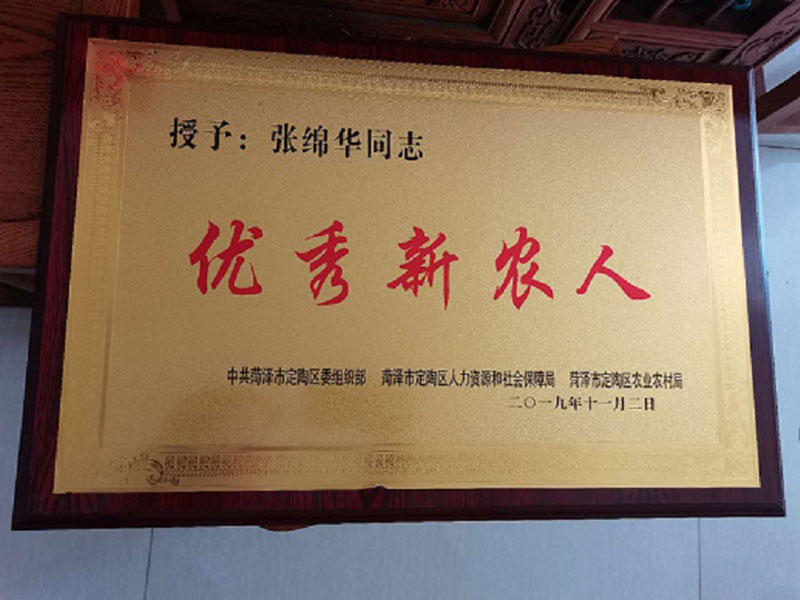 授予：张绵华同志
优秀新农人
中共菏泽市定陶区委组织部 菏泽市定陶区人力资源和社会保障局 菏泽市定陶区农业农村局
二〇一九年十一月二日